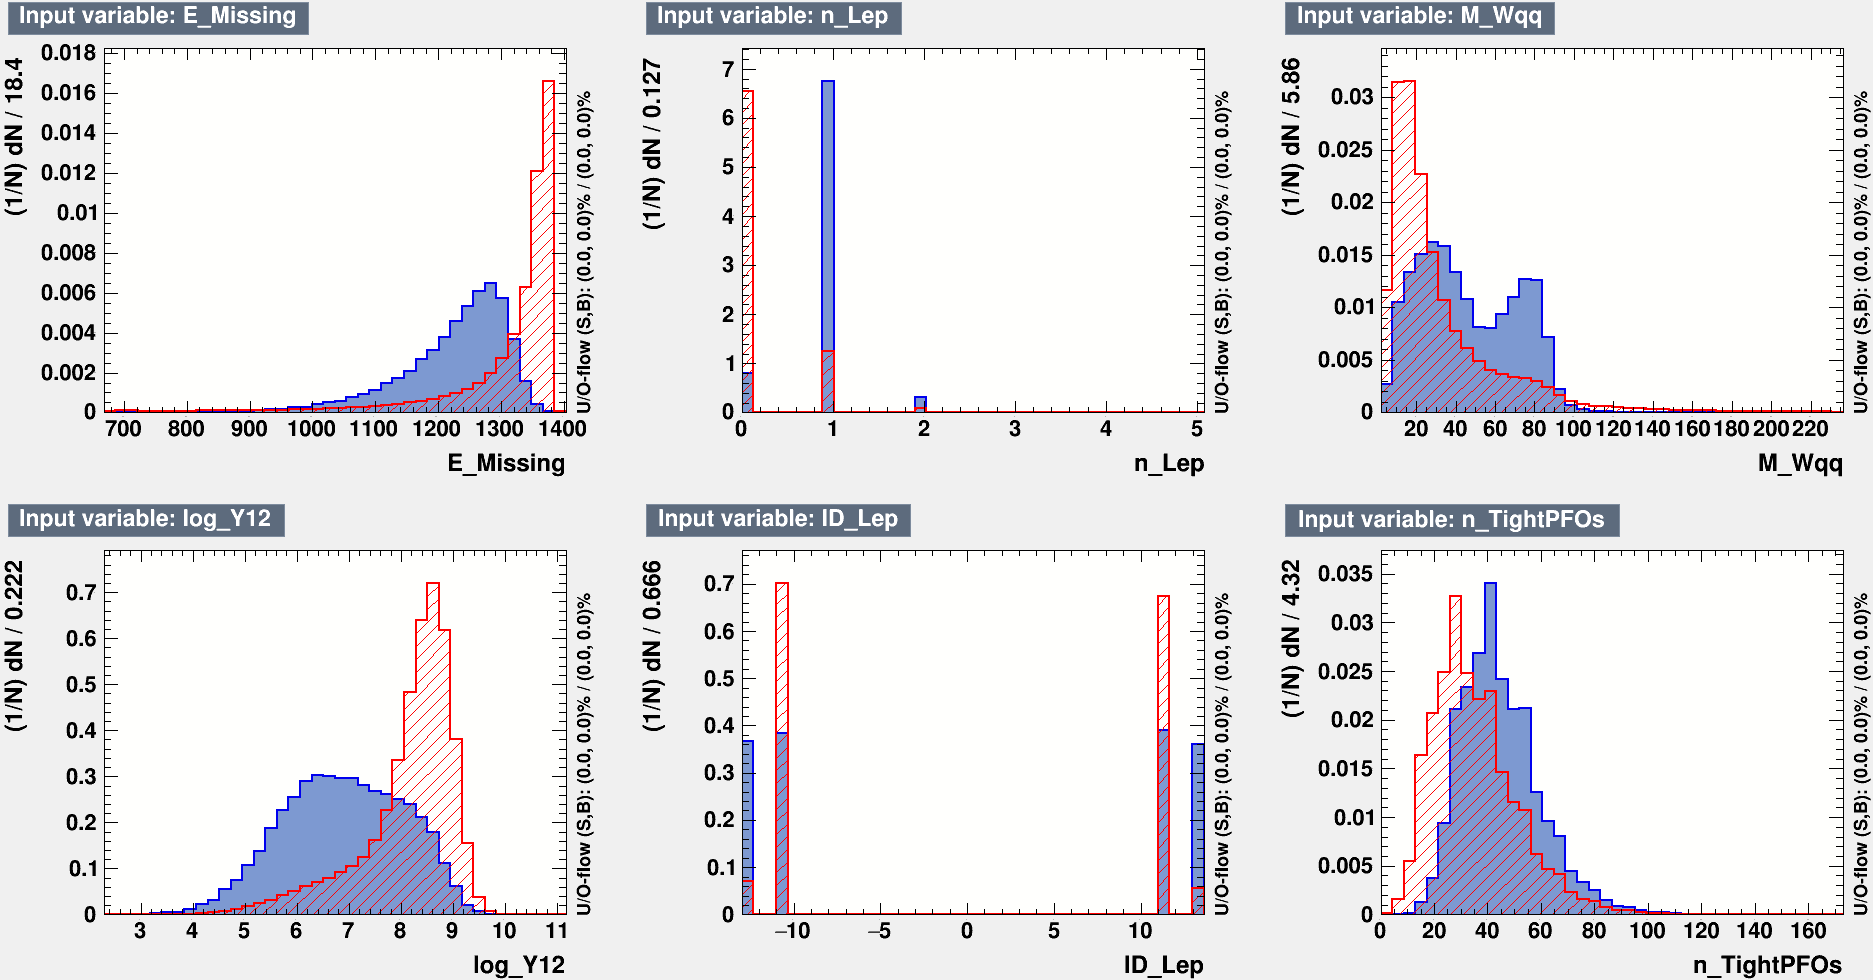 Input variable: E_Missing
(1/N) dN / 18.4
0.018
0.016
0.014
0.012
0.01
0.008
0.006
0.004
0.002
0
700 800 900 1000 1100 1200 1300 1400
E_Missing
U/O-flow (S,B): (0.0, 0.0)% / (0.0, 0.0)%
Input variable: n_Lep
(1/N) dN / 0.127
7
6
5
4
3
2
1
0
0 1 2 3 4 5
n_Lep
U/O-flow (S,B): (0.0, 0.0)% / (0.0, 0.0)%
Input variable: M_Wqq
(1/N) dN / 5.86
0.03
0.025
0.02
0.015
0.01
0.005
0
20 40 60 80 100 120 140 160 180 200 220
M_Wqq
U/O-flow (S,B): (0.0, 0.0)% / (0.0, 0.0)%
Input variable: log_Y12
(1/N) dN / 0.222
0.7
0.6
0.5
0.4
0.3
0.2
0.1
0
3 4 5 6 7 8 9 10 11
log_Y12
U/O-flow (S,B): (0.0, 0.0)% / (0.0, 0.0)%
Input variable: ID_Lep
(1/N) dN / 0.666
0.7
0.6
0.5
0.4
0.3
0.2
0.1
0
−10 −5 0 5 10
ID_Lep
U/O-flow (S,B): (0.0, 0.0)% / (0.0, 0.0)%
Input variable: n_TightPFOs
(1/N) dN / 4.32
0.035
0.03
0.025
0.02
0.015
0.01
0.005
0
0 20 40 60 80 100 120 140 160
n_TightPFOs
U/O-flow (S,B): (0.0, 0.0)% / (0.0, 0.0)%